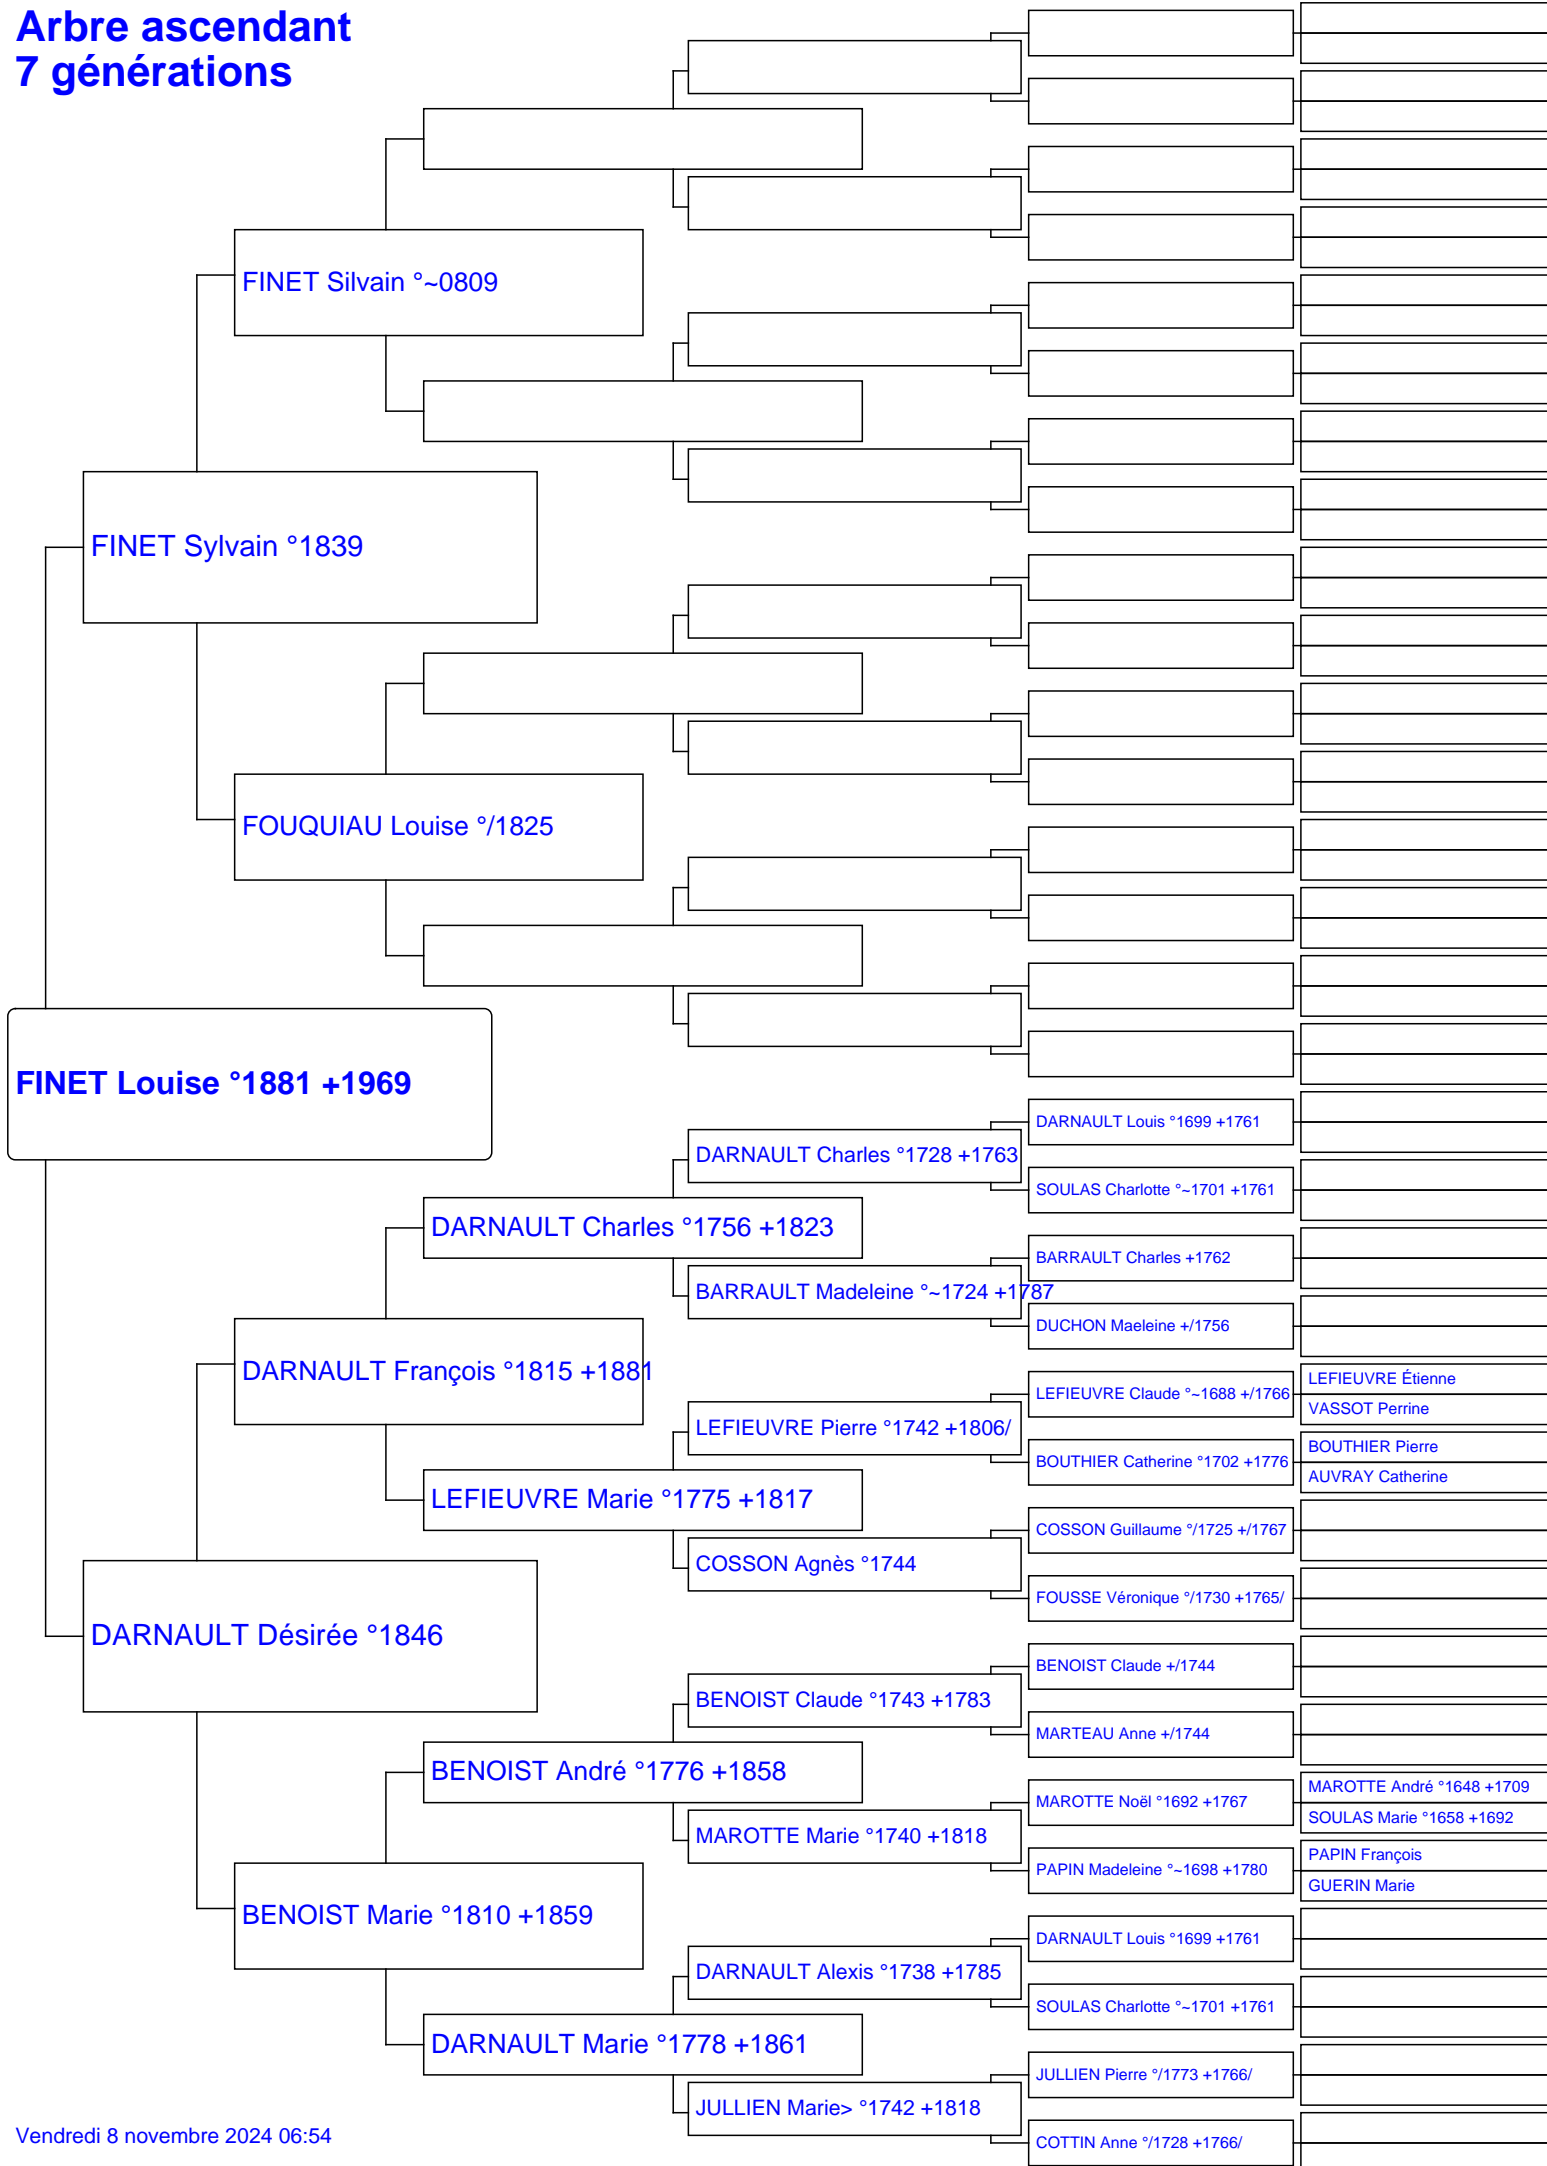 Arbre ascendant
7 générations
FINET Silvain °~0809
FINET Sylvain °1839
FOUQUIAU Louise °/1825
FINET Louise °1881 +1969
DARNAULT Louis °1699 +1761
DARNAULT Charles °1728 +1763
SOULAS Charlotte °~1701 +1761
DARNAULT Charles °1756 +1823
BARRAULT Charles +1762
BARRAULT Madeleine °~1724 +1787
DUCHON Maeleine +/1756
DARNAULT François °1815 +1881
LEFIEUVRE Étienne
LEFIEUVRE Claude °~1688 +/1766
VASSOT Perrine
LEFIEUVRE Pierre °1742 +1806/
BOUTHIER Pierre
BOUTHIER Catherine °1702 +1776
AUVRAY Catherine
LEFIEUVRE Marie °1775 +1817
COSSON Guillaume °/1725 +/1767
COSSON Agnès °1744
FOUSSE Véronique °/1730 +1765/
DARNAULT Désirée °1846
BENOIST Claude +/1744
BENOIST Claude °1743 +1783
MARTEAU Anne +/1744
BENOIST André °1776 +1858
MAROTTE André °1648 +1709
MAROTTE Noël °1692 +1767
SOULAS Marie °1658 +1692
MAROTTE Marie °1740 +1818
PAPIN François
PAPIN Madeleine °~1698 +1780
GUERIN Marie
BENOIST Marie °1810 +1859
DARNAULT Louis °1699 +1761
DARNAULT Alexis °1738 +1785
SOULAS Charlotte °~1701 +1761
DARNAULT Marie °1778 +1861
JULLIEN Pierre °/1773 +1766/
JULLIEN Marie> °1742 +1818
COTTIN Anne °/1728 +1766/
Vendredi 8 novembre 2024 06:54